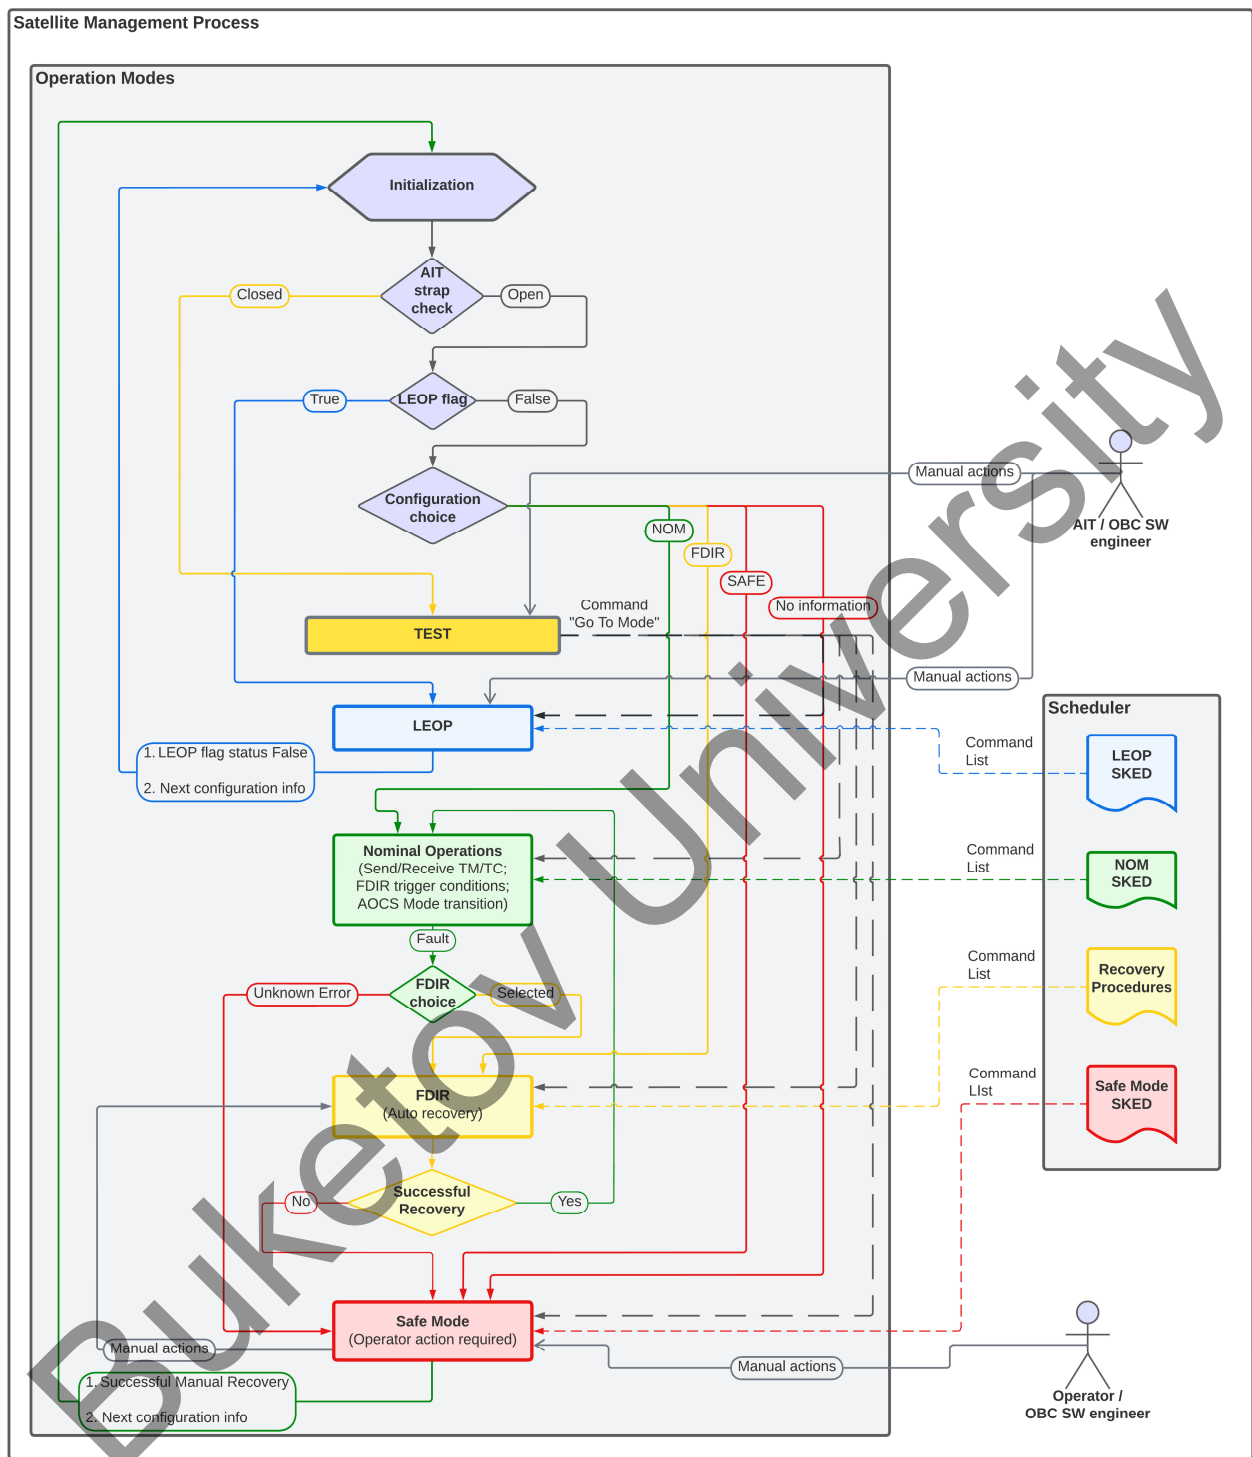 Satellite Management Process
Operation Modes
Initialization
AIT
strap
check
Closed
Open
LEOP flag
True
False
Configuration
choice
Manual actions
AIT / OBC SW
engineer
NOM
FDIR
SAFE
No information
Command
"Go To Mode"
TEST
Manual actions
LEOP
1. LEOP flag status False
2. Next configuration info
Scheduler
Command
List
LEOP
SKED
Nominal Operations
(Send/Receive TM/TC;
FDIR trigger conditions;
AOCS Mode transition)
Command
List
NOM
SKED
Fault
FDIR
choice
Unknown Error
Selected
Command
List
Recovery
Procedures
FDIR
(Auto recovery)
Command
LIst
Safe Mode
SKED
Successful
Recovery
No
Yes
Safe Mode
(Operator action required)
Manual actions
Manual actions
1. Successful Manual Recovery
2. Next configuration info
Operator /
OBC SW engineer
Buketov University